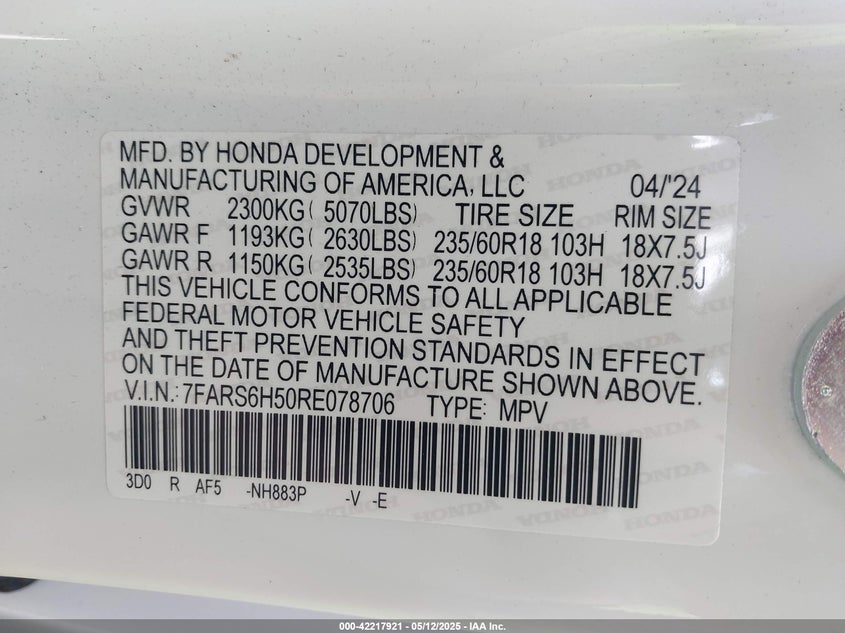 MFD. BY HONDA DEVELOPMENT &
MANUFACTURING OF AMERICA, LLC 04/'24
GVWR 2300KG( 5070LBS) TIRE SIZE RIM SIZE
GAWR F 1193KG( 2630LBS) 235/60R18 103H 18X7.5J
GAWR R 1150KG( 2535LBS) 235/60R18 103H 18X7.5J
THIS VEHICLE CONFORMS TO ALL APPLICABLE
FEDERAL MOTOR VEHICLE SAFETY
AND THEFT PREVENTION STANDARDS IN EFFECT
ON THE DATE OF MANUFACTURE SHOWN ABOVE.
V.I.N.: 7FARS6H50RE078706 TYPE: MPV
3D0 R AF5 -NH883P -V -E
000-42217921 - 05/12/2025 - IAA Inc.